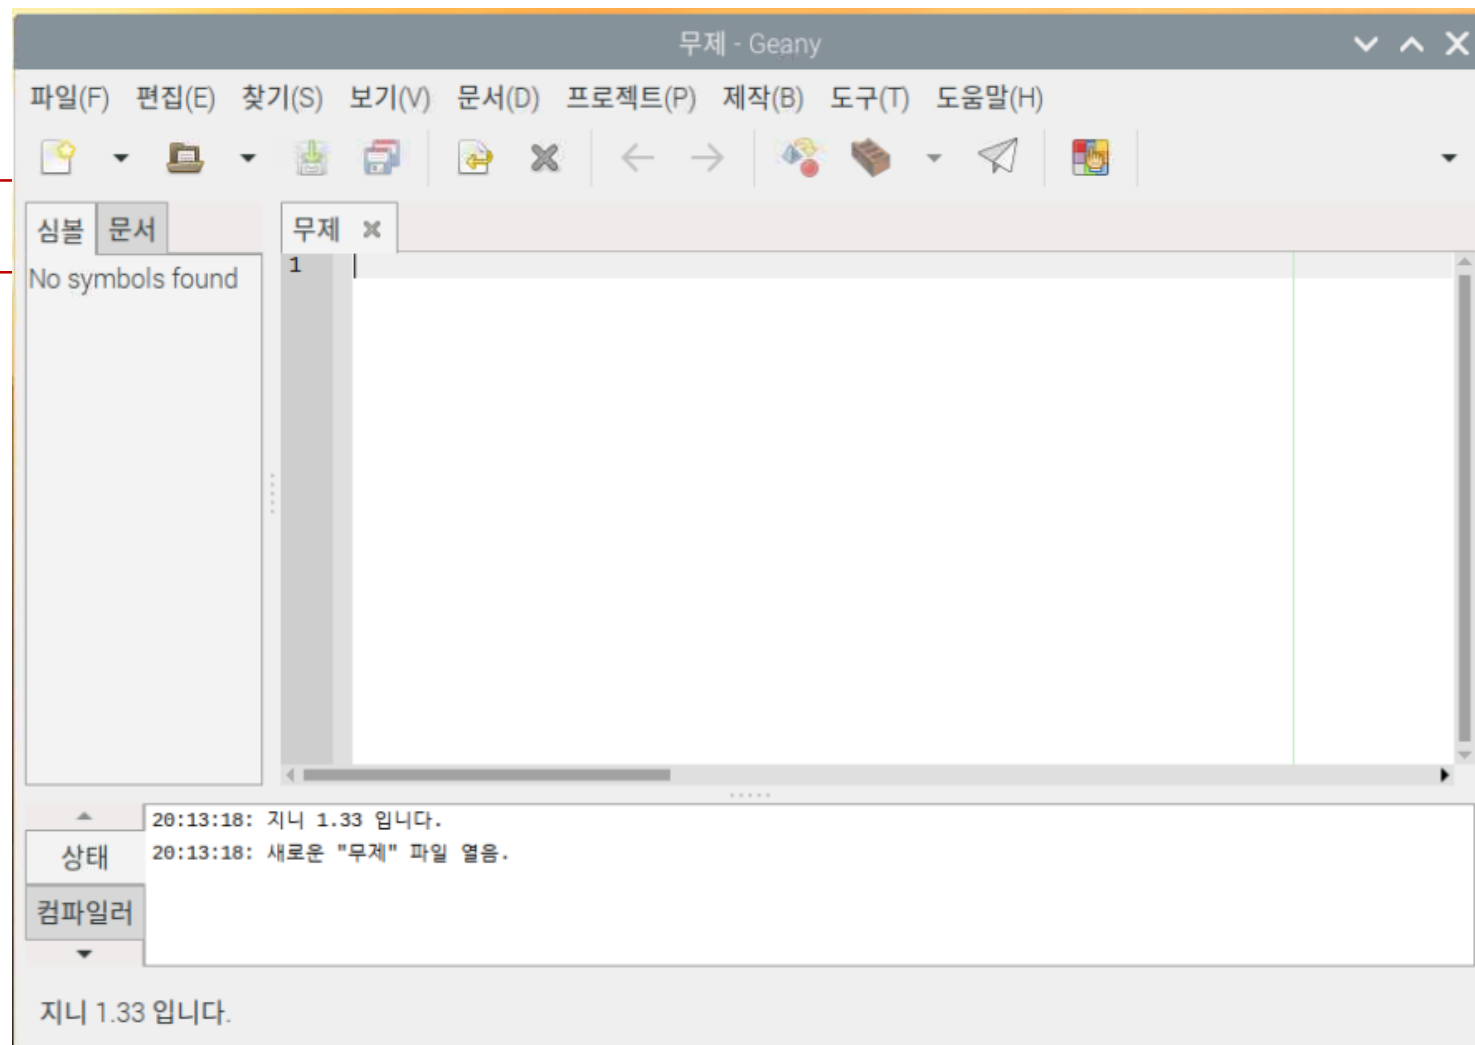 무제 - Geany
파일(F) 편집(E) 찾기(S) 보기(V) 문서(D) 프로젝트(P) 제작(B) 도구(T) 도움말(H)
심볼 문서 무제
No symbols found
1
20:13:18: 지니 1.33 입니다.
상태
20:13:18: 새로운 "무제" 파일 열음.
컴파일러
지니 1.33 입니다.